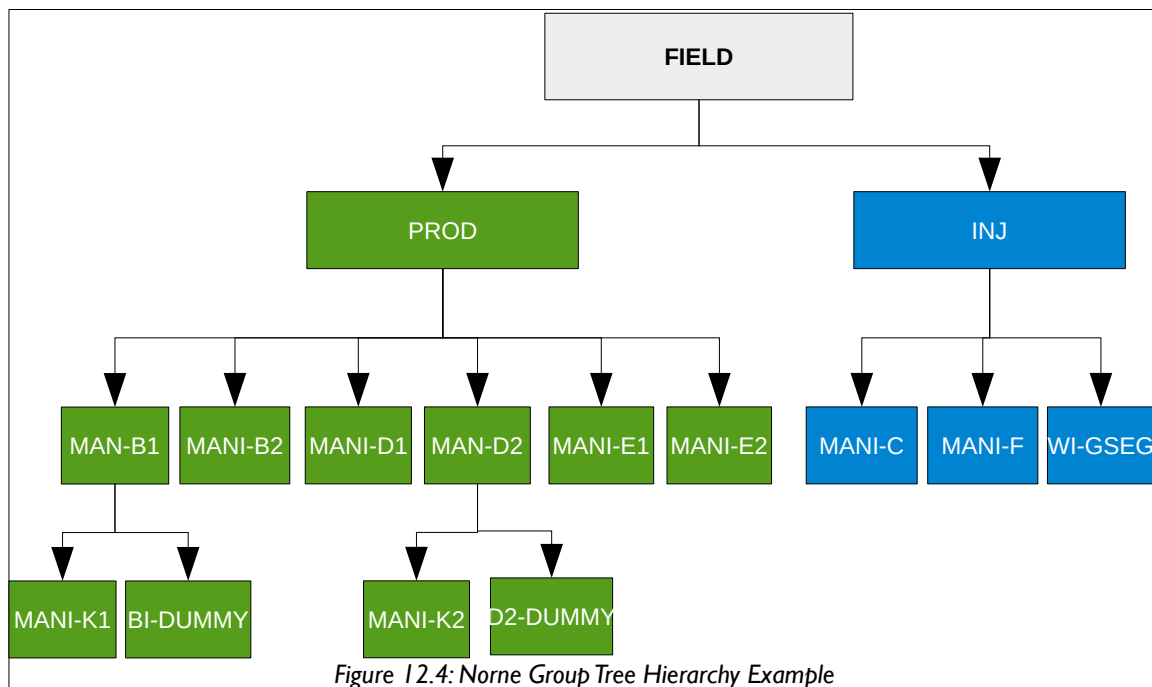 FIELD
PROD
INJ
MAN-B1
MANI-B2
MANI-D1
MAN-D2
MANI-E1
MANI-E2
MANI-C
MANI-F
WI-GSEG
MANI-K1
BI-DUMMY
MANI-K2
D2-DUMMY
Figure 12.4: Norne Group Tree Hierarchy Example